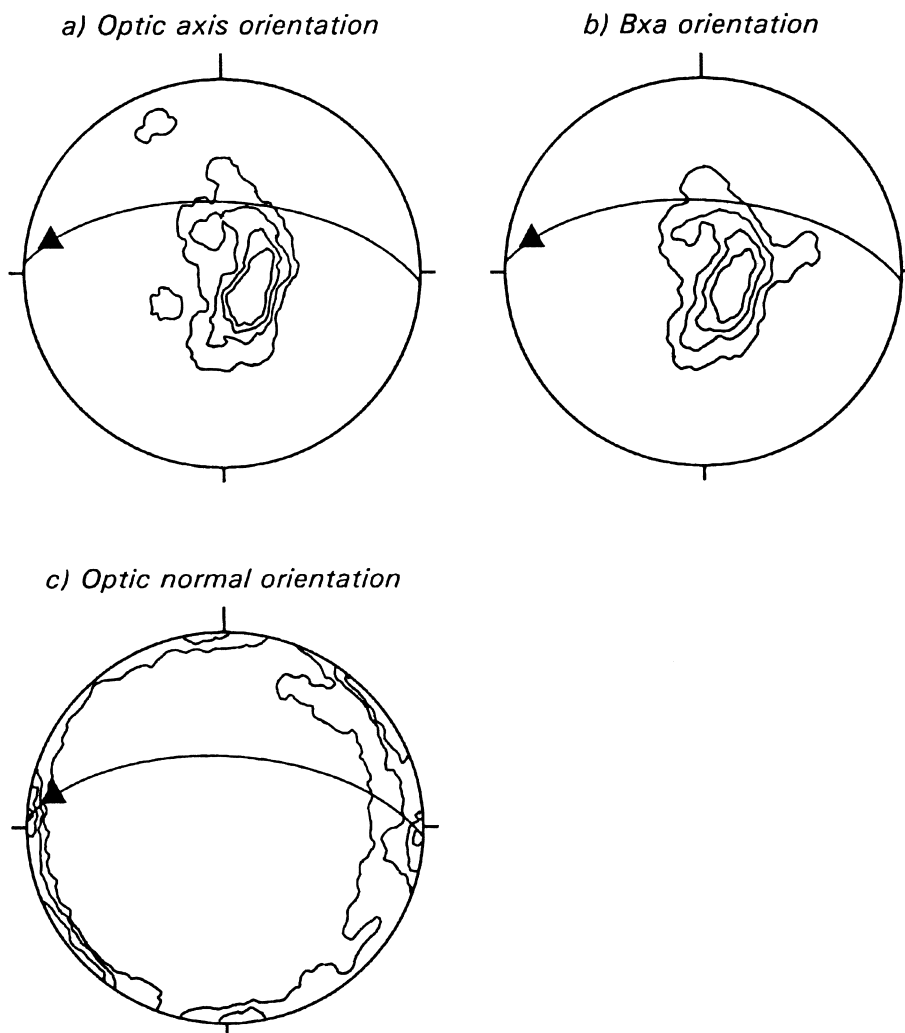 a) Optic axis orientation
b) Bxa orientation
c) Optic normal orientation